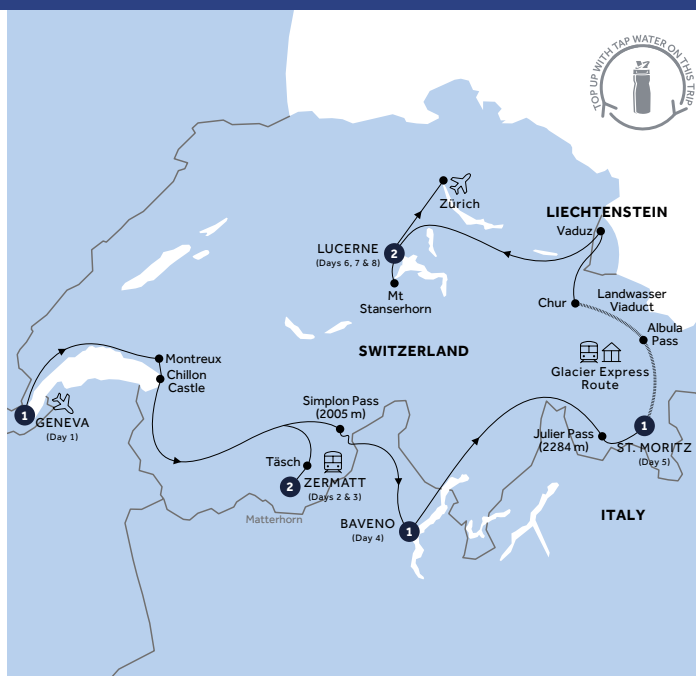 TOP UP WITH TAP WATER ON THIS TRIP
Zürich
LIECHTENSTEIN
Vaduz
LUCERNE
2
(Days 6, 7 & 8)
Mt
Stanserhorn
Chur
Landwasser
Viaduct
Albula
Pass
SWITZERLAND
Montreux
Chillon
Castle
Glacier Express
Route
Simplon Pass
(2005 m)
1
GENEVA
(Day 1)
Julier Pass
(2284 m)
1
ST. MORITZ
(Day 5)
Täsch
2
ZERMATT
(Days 2 & 3)
Matterhorn
BAVENO
(Day 4)
1
ITALY